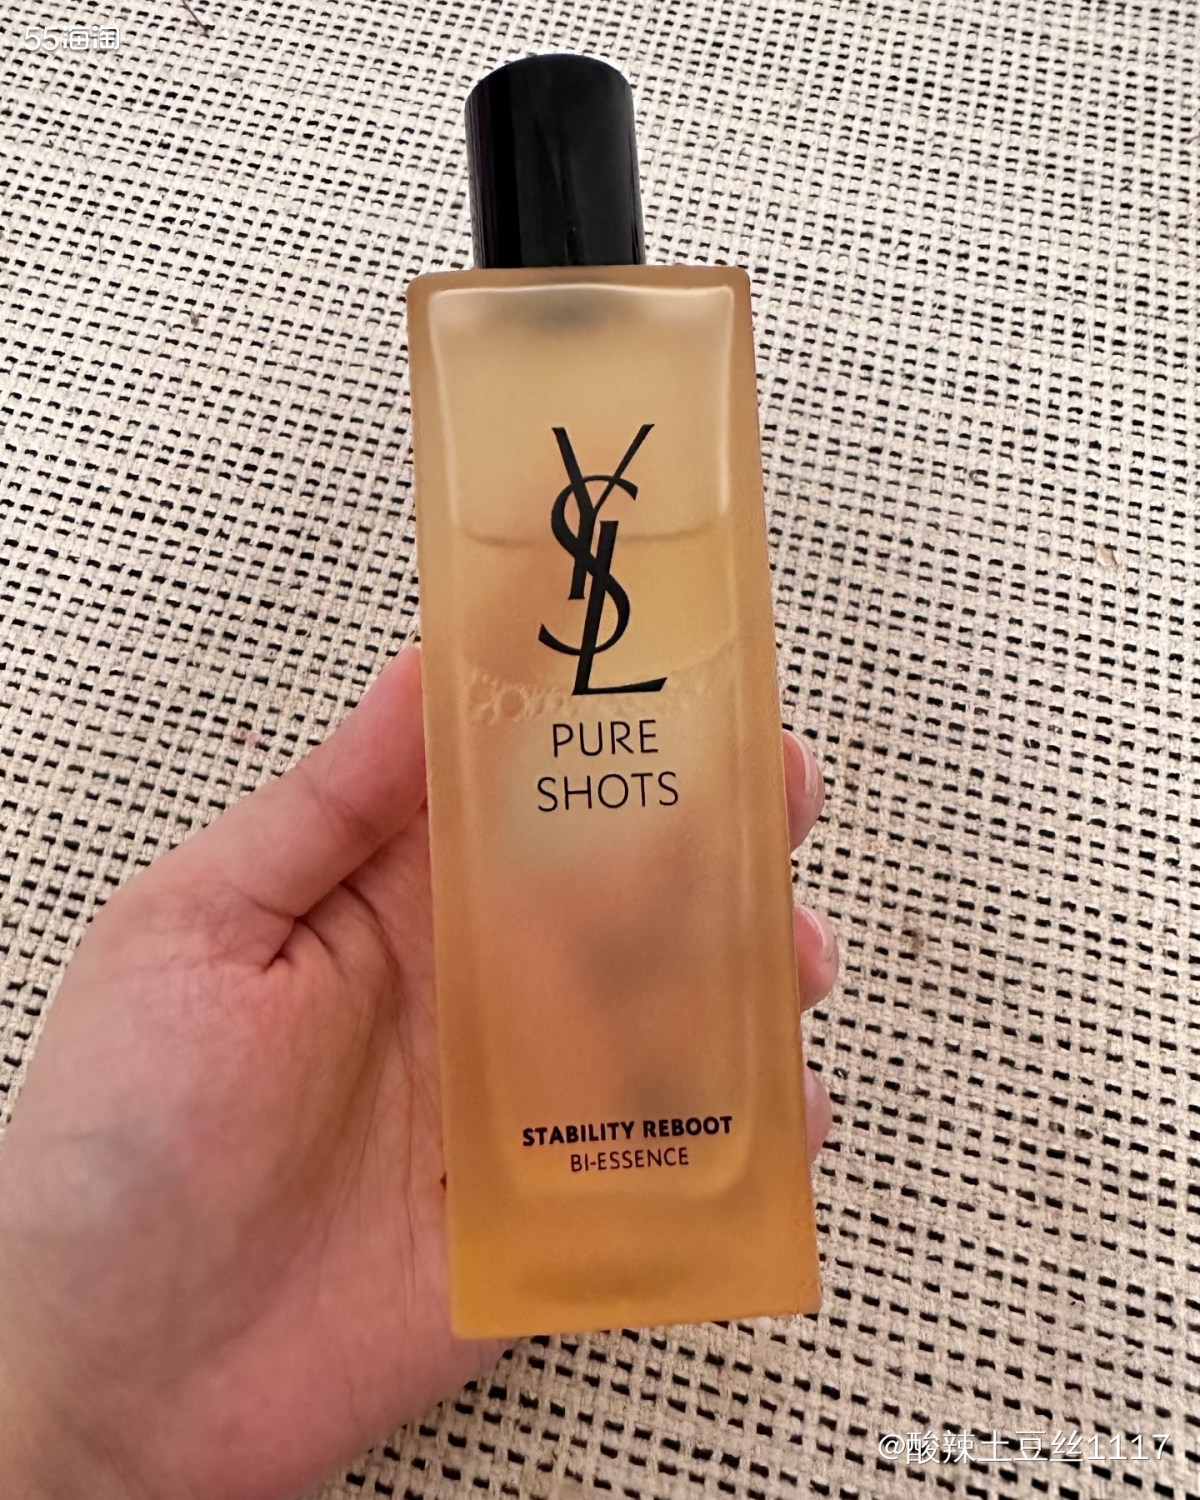 55海淘
YSL
PURE
SHOTS
STABILITY REBOOT
BI-ESSENCE
@酸辣土豆丝1117